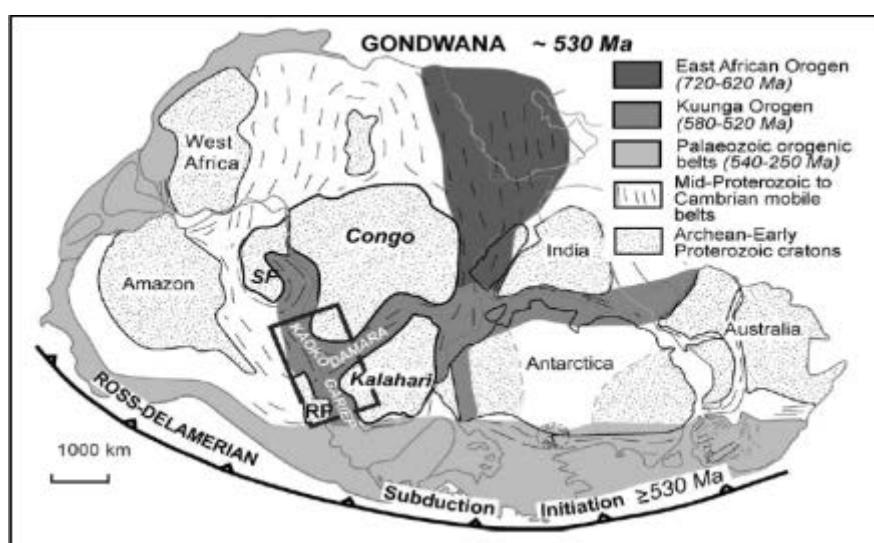 GONDWANA ~ 530 Ma
East African Orogen
(720-620 Ma)
Kuunga Orogen
(580-520 Ma)
Palaeozoic orogenic
belts (540-250 Ma)
Mid-Proterozoic to
Cambrian mobile
belts
Archean-Early
Proterozoic cratons
West
Africa
Congo
SF
India
Amazon
Australia
KAOKO
DAMARA
Antarctica
Kalahari
GARIEP
RP
ROSS-DELAMERIAN
1000 km
Subduction Initiation ≥530 Ma